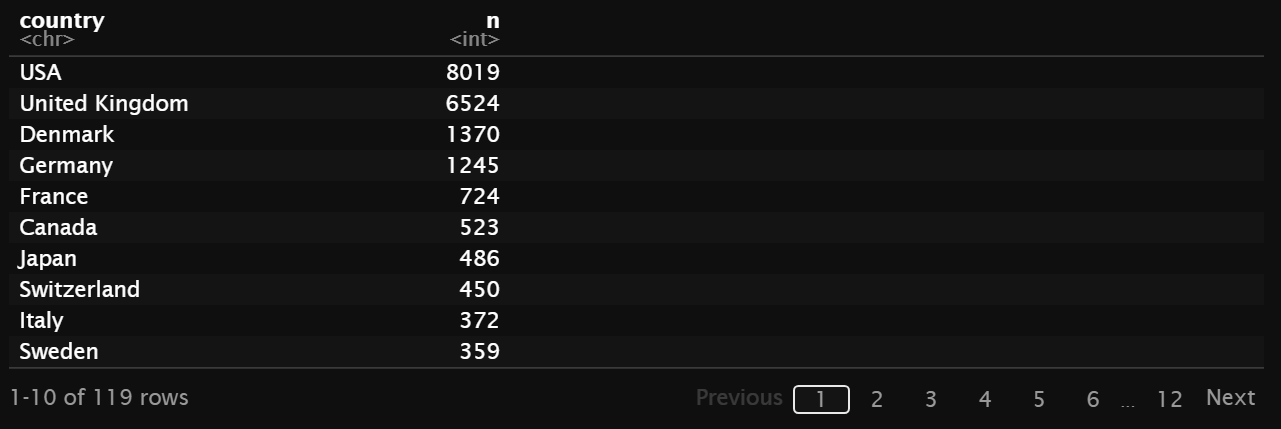 country n
<chr> <int>
USA 8019
United Kingdom 6524
Denmark 1370
Germany 1245
France 724
Canada 523
Japan 486
Switzerland 450
Italy 372
Sweden 359
1-10 of 119 rows Previous 1 2 3 4 5 6 ... 12 Next